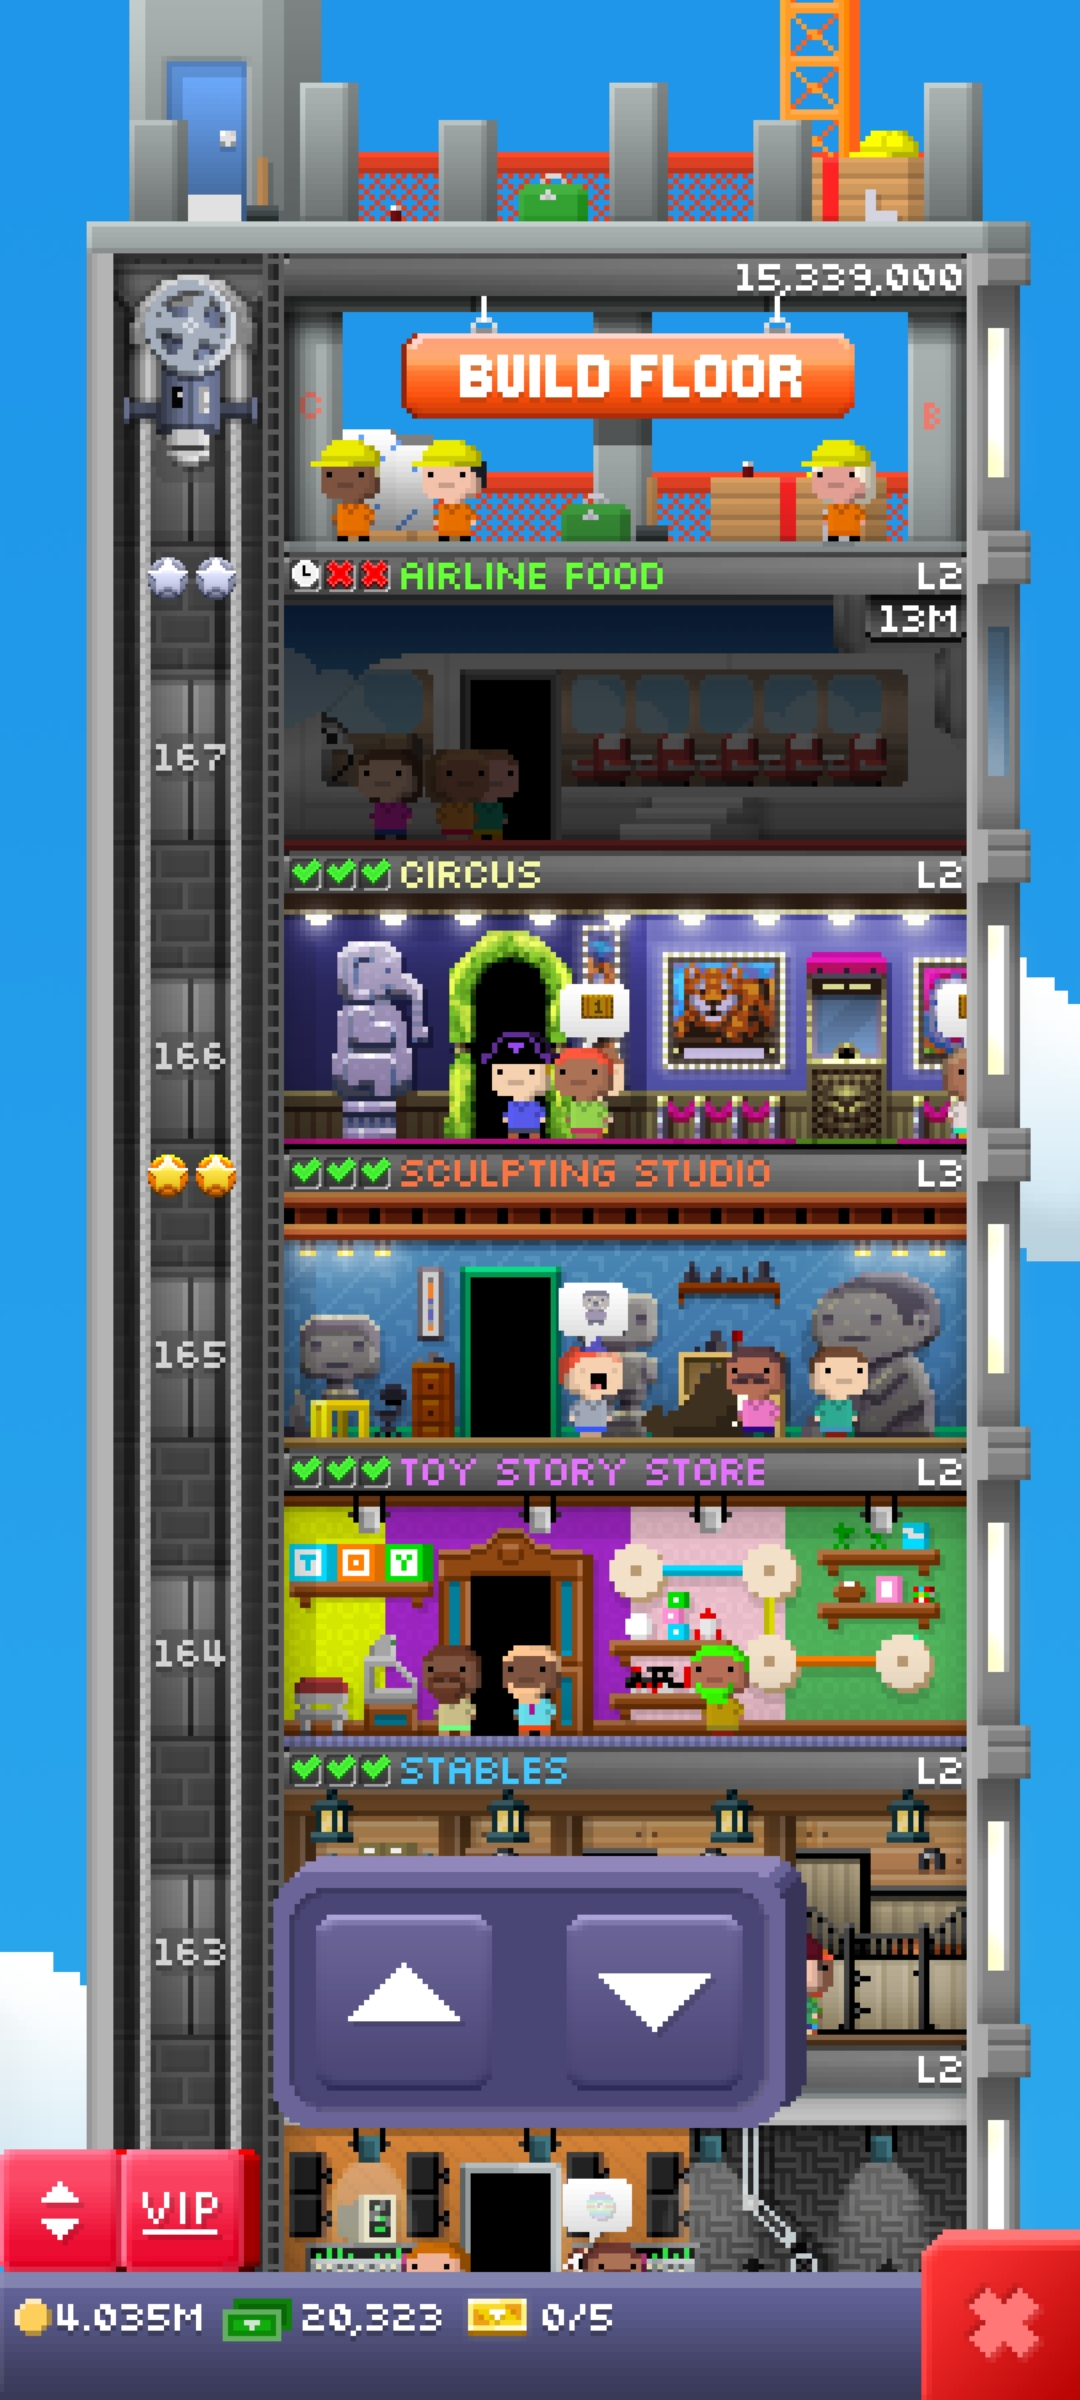 15,339,000
BUILD FLOOR
C
B
AIRLINE FOOD L2
13M
167
CIRCUS L2
1
166
SCULPTING STUDIO L3
165
TOY STORY STORE L2
TOY
164
STABLES L2
163
L2
VIP
4.035M 20,323 0/5